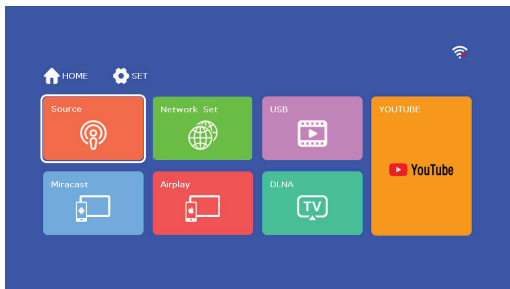 HOME SET
Source Network Set USB YOUTUBE
YouTube
Miracast Airplay DLNA
TV